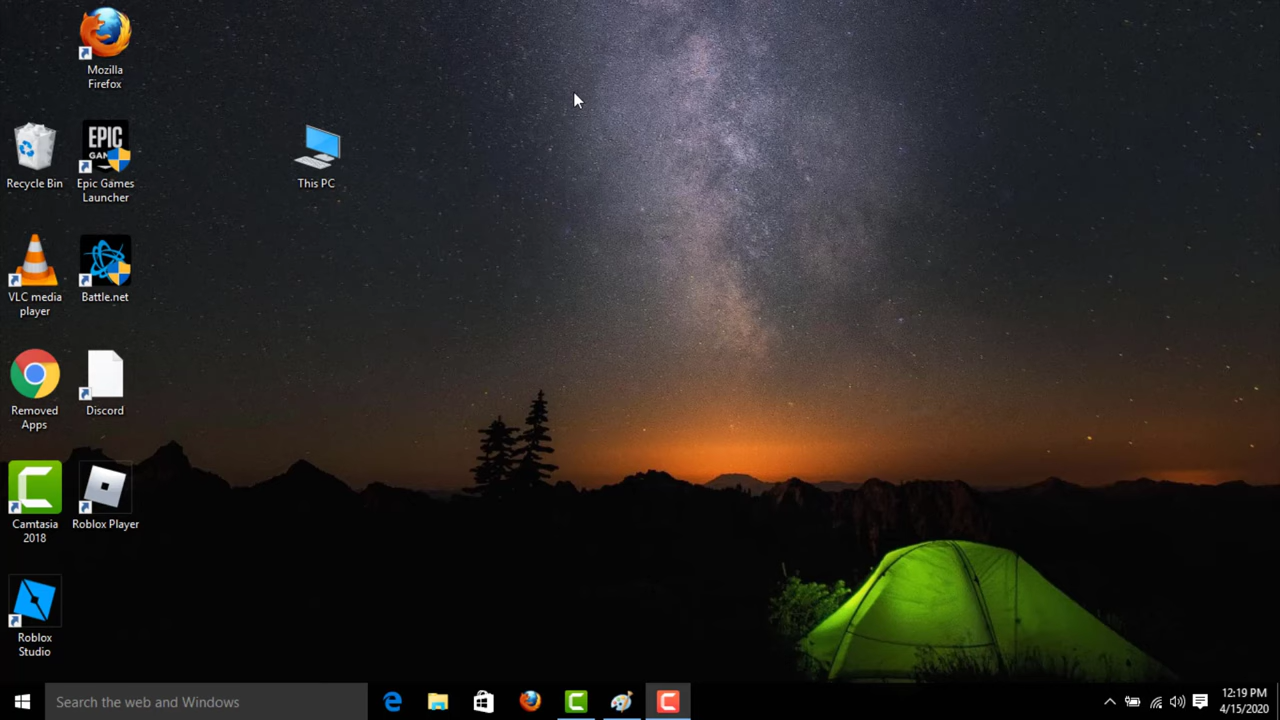 Mozilla
Firefox
Recycle Bin
EPIC
GAM
Epic Games
Launcher
This PC
VLC media
player
Battle.net
Removed
Apps
Discord
Camtasia
2018
Roblox Player
Roblox
Studio
Search the web and Windows
12:19 PM
4/15/2020